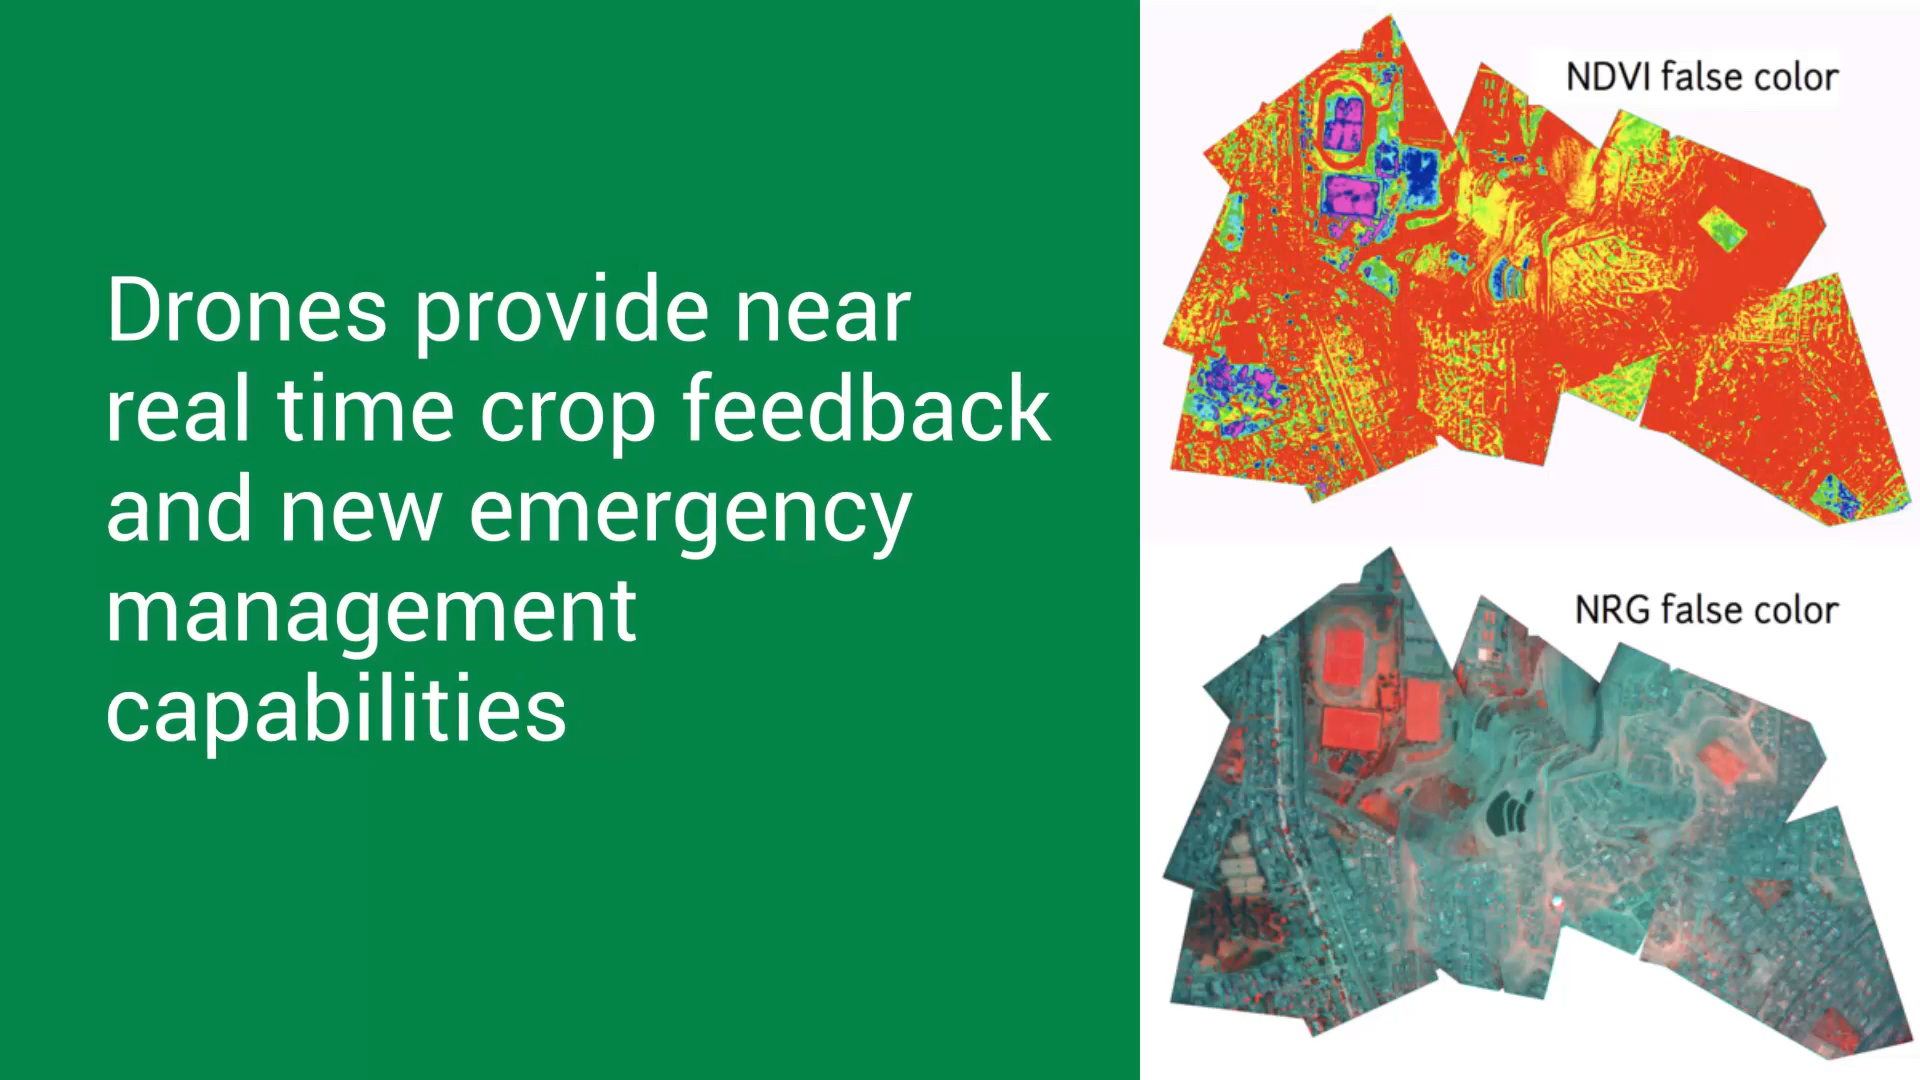 Drones provide near
real time crop feedback
and new emergency
management
capabilities
NDVI false color
NRG false color